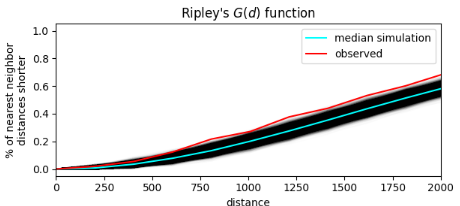 Ripley's G(d) function
% of nearest neighbor
distances shorter
1.0
0.8
0.6
0.4
0.2
0.0
median simulation
observed
0 250 500 750 1000 1250 1500 1750 2000
distance